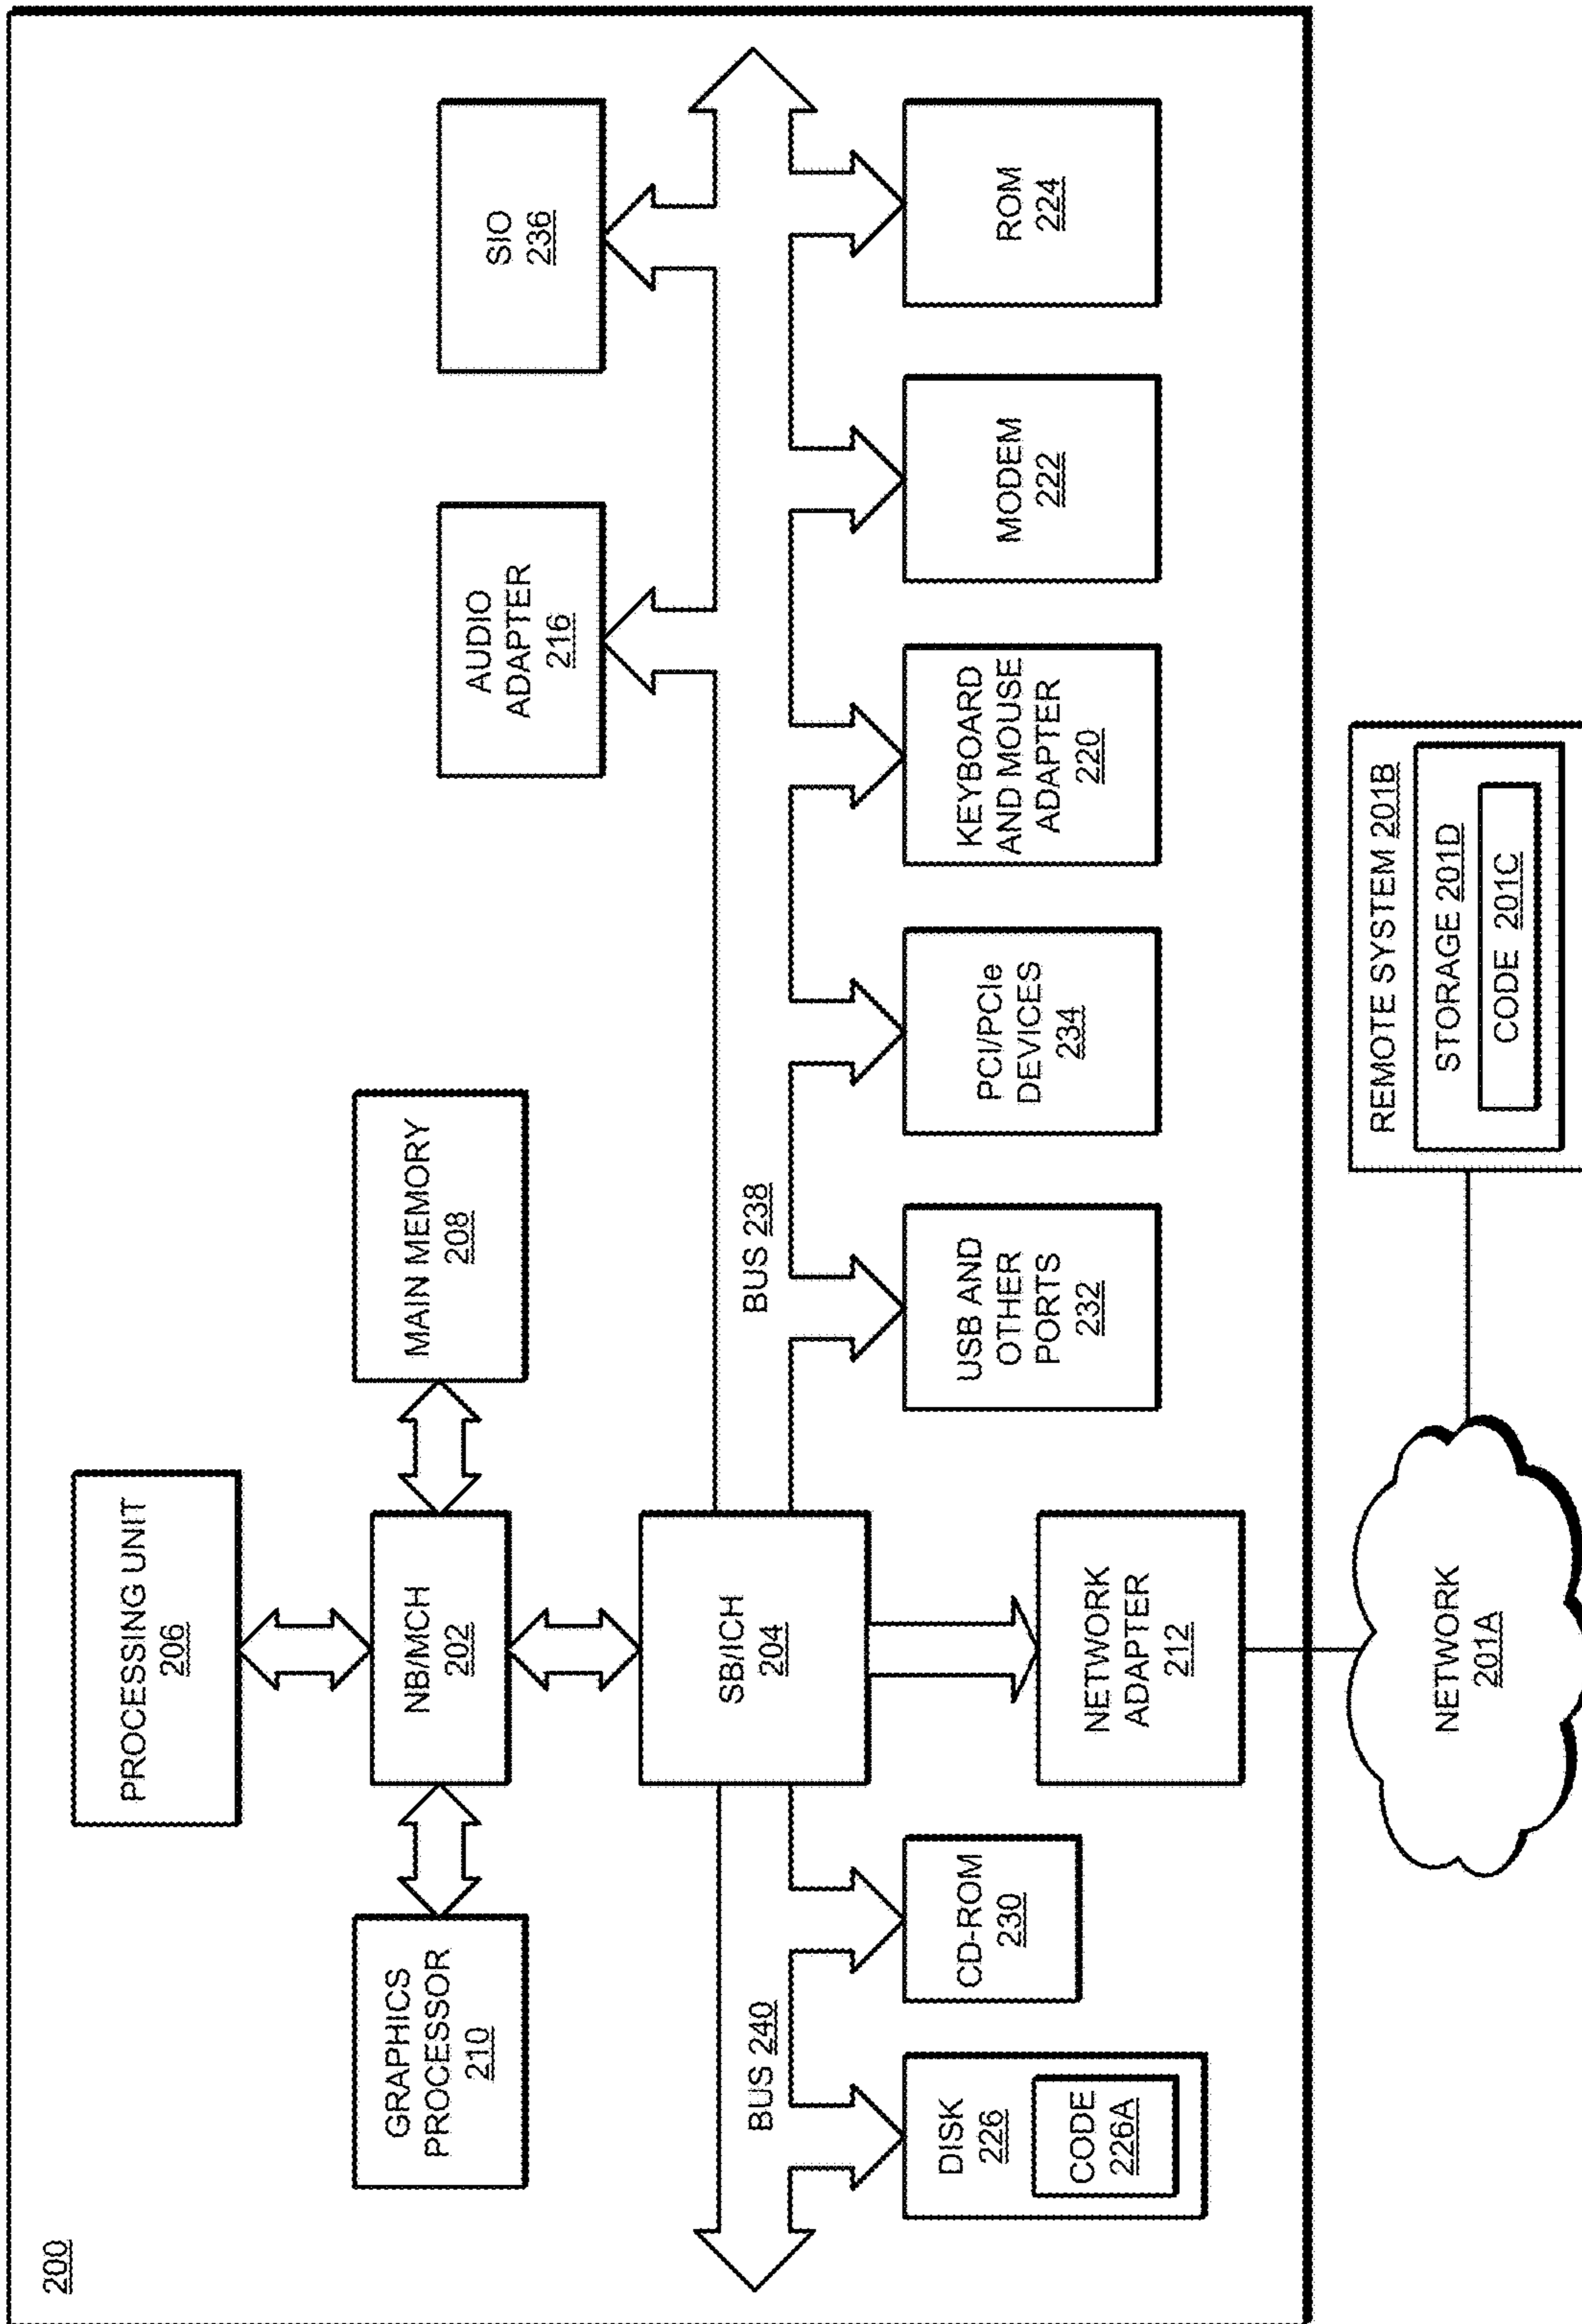 200
PROCESSING UNIT
206
GRAPHICS
PROCESSOR
210
NB/MCH
202
MAIN MEMORY
208
AUDIO
ADAPTER
216
SIO
236
SB/ICH
204
BUS 240
BUS 238
DISK
226
CODE
226A
CD-ROM
230
USB AND
OTHER
PORTS
232
PCI/PCIe
DEVICES
234
KEYBOARD
AND MOUSE
ADAPTER
220
MODEM
222
ROM
224
NETWORK
ADAPTER
212
NETWORK
201A
REMOTE SYSTEM 201B
STORAGE 201D
CODE 201C